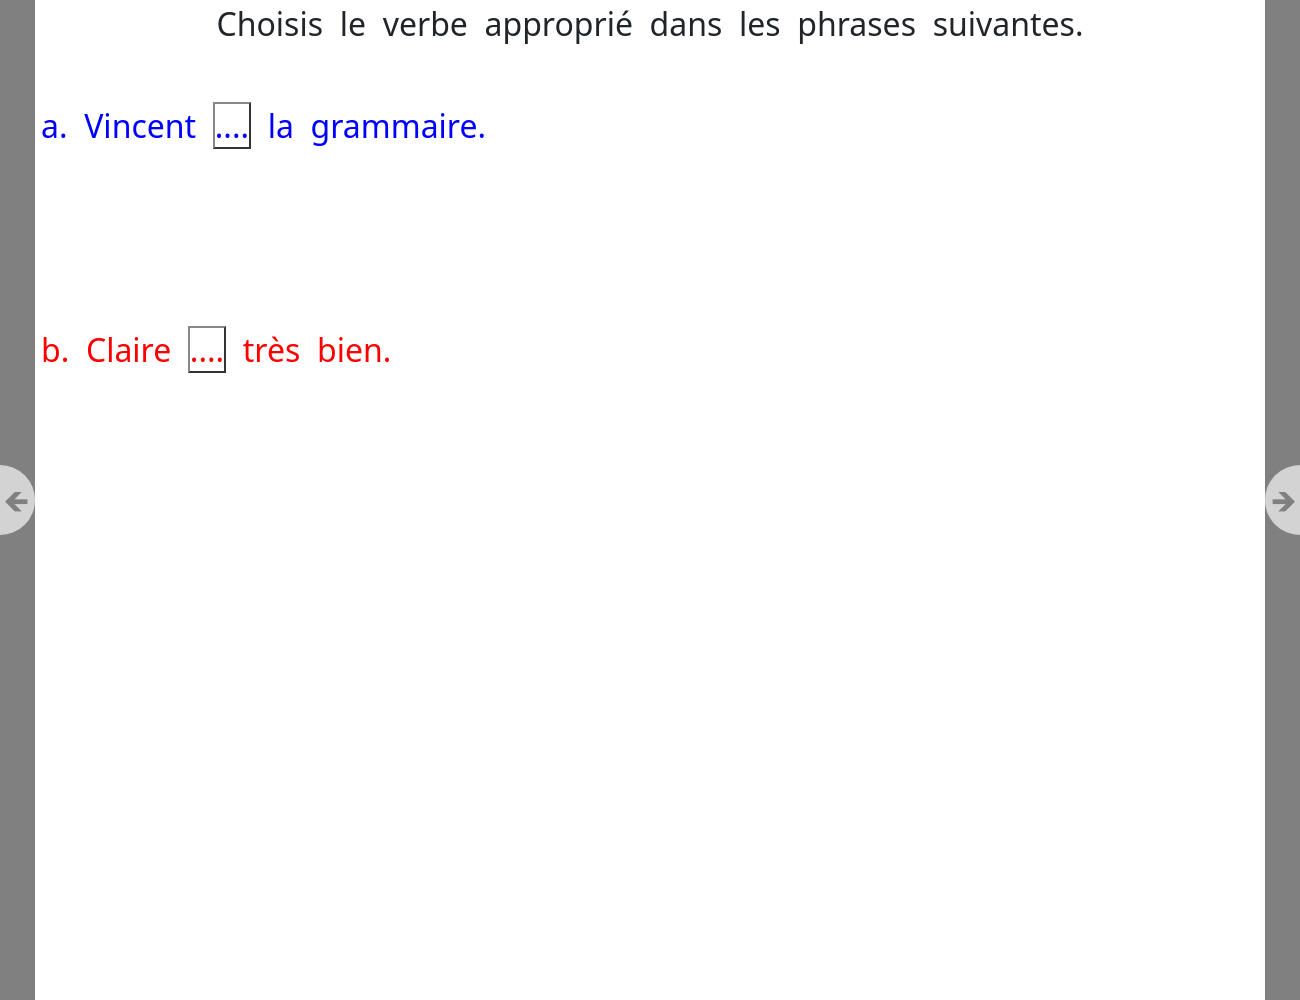 Choisis le verbe approprié dans les phrases suivantes.
a. Vincent .... la grammaire.
b. Claire .... très bien.